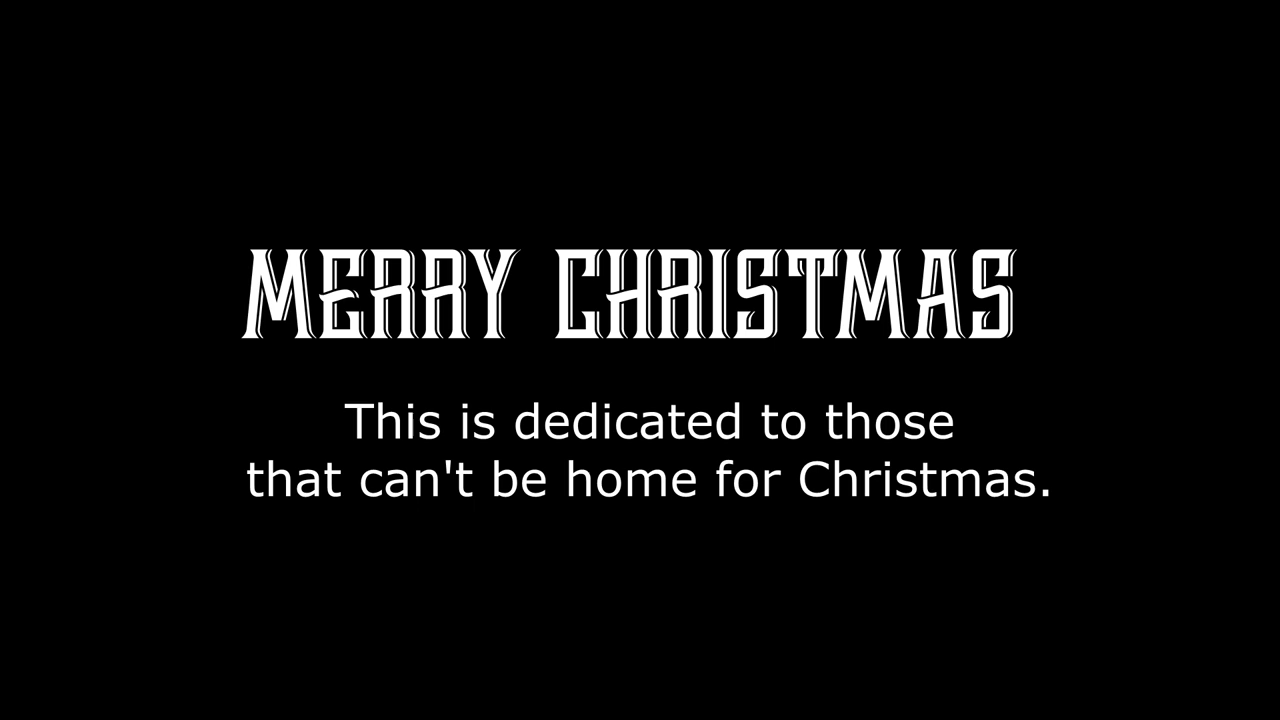 MERRY CHRISTMAS
This is dedicated to those
that can't be home for Christmas.